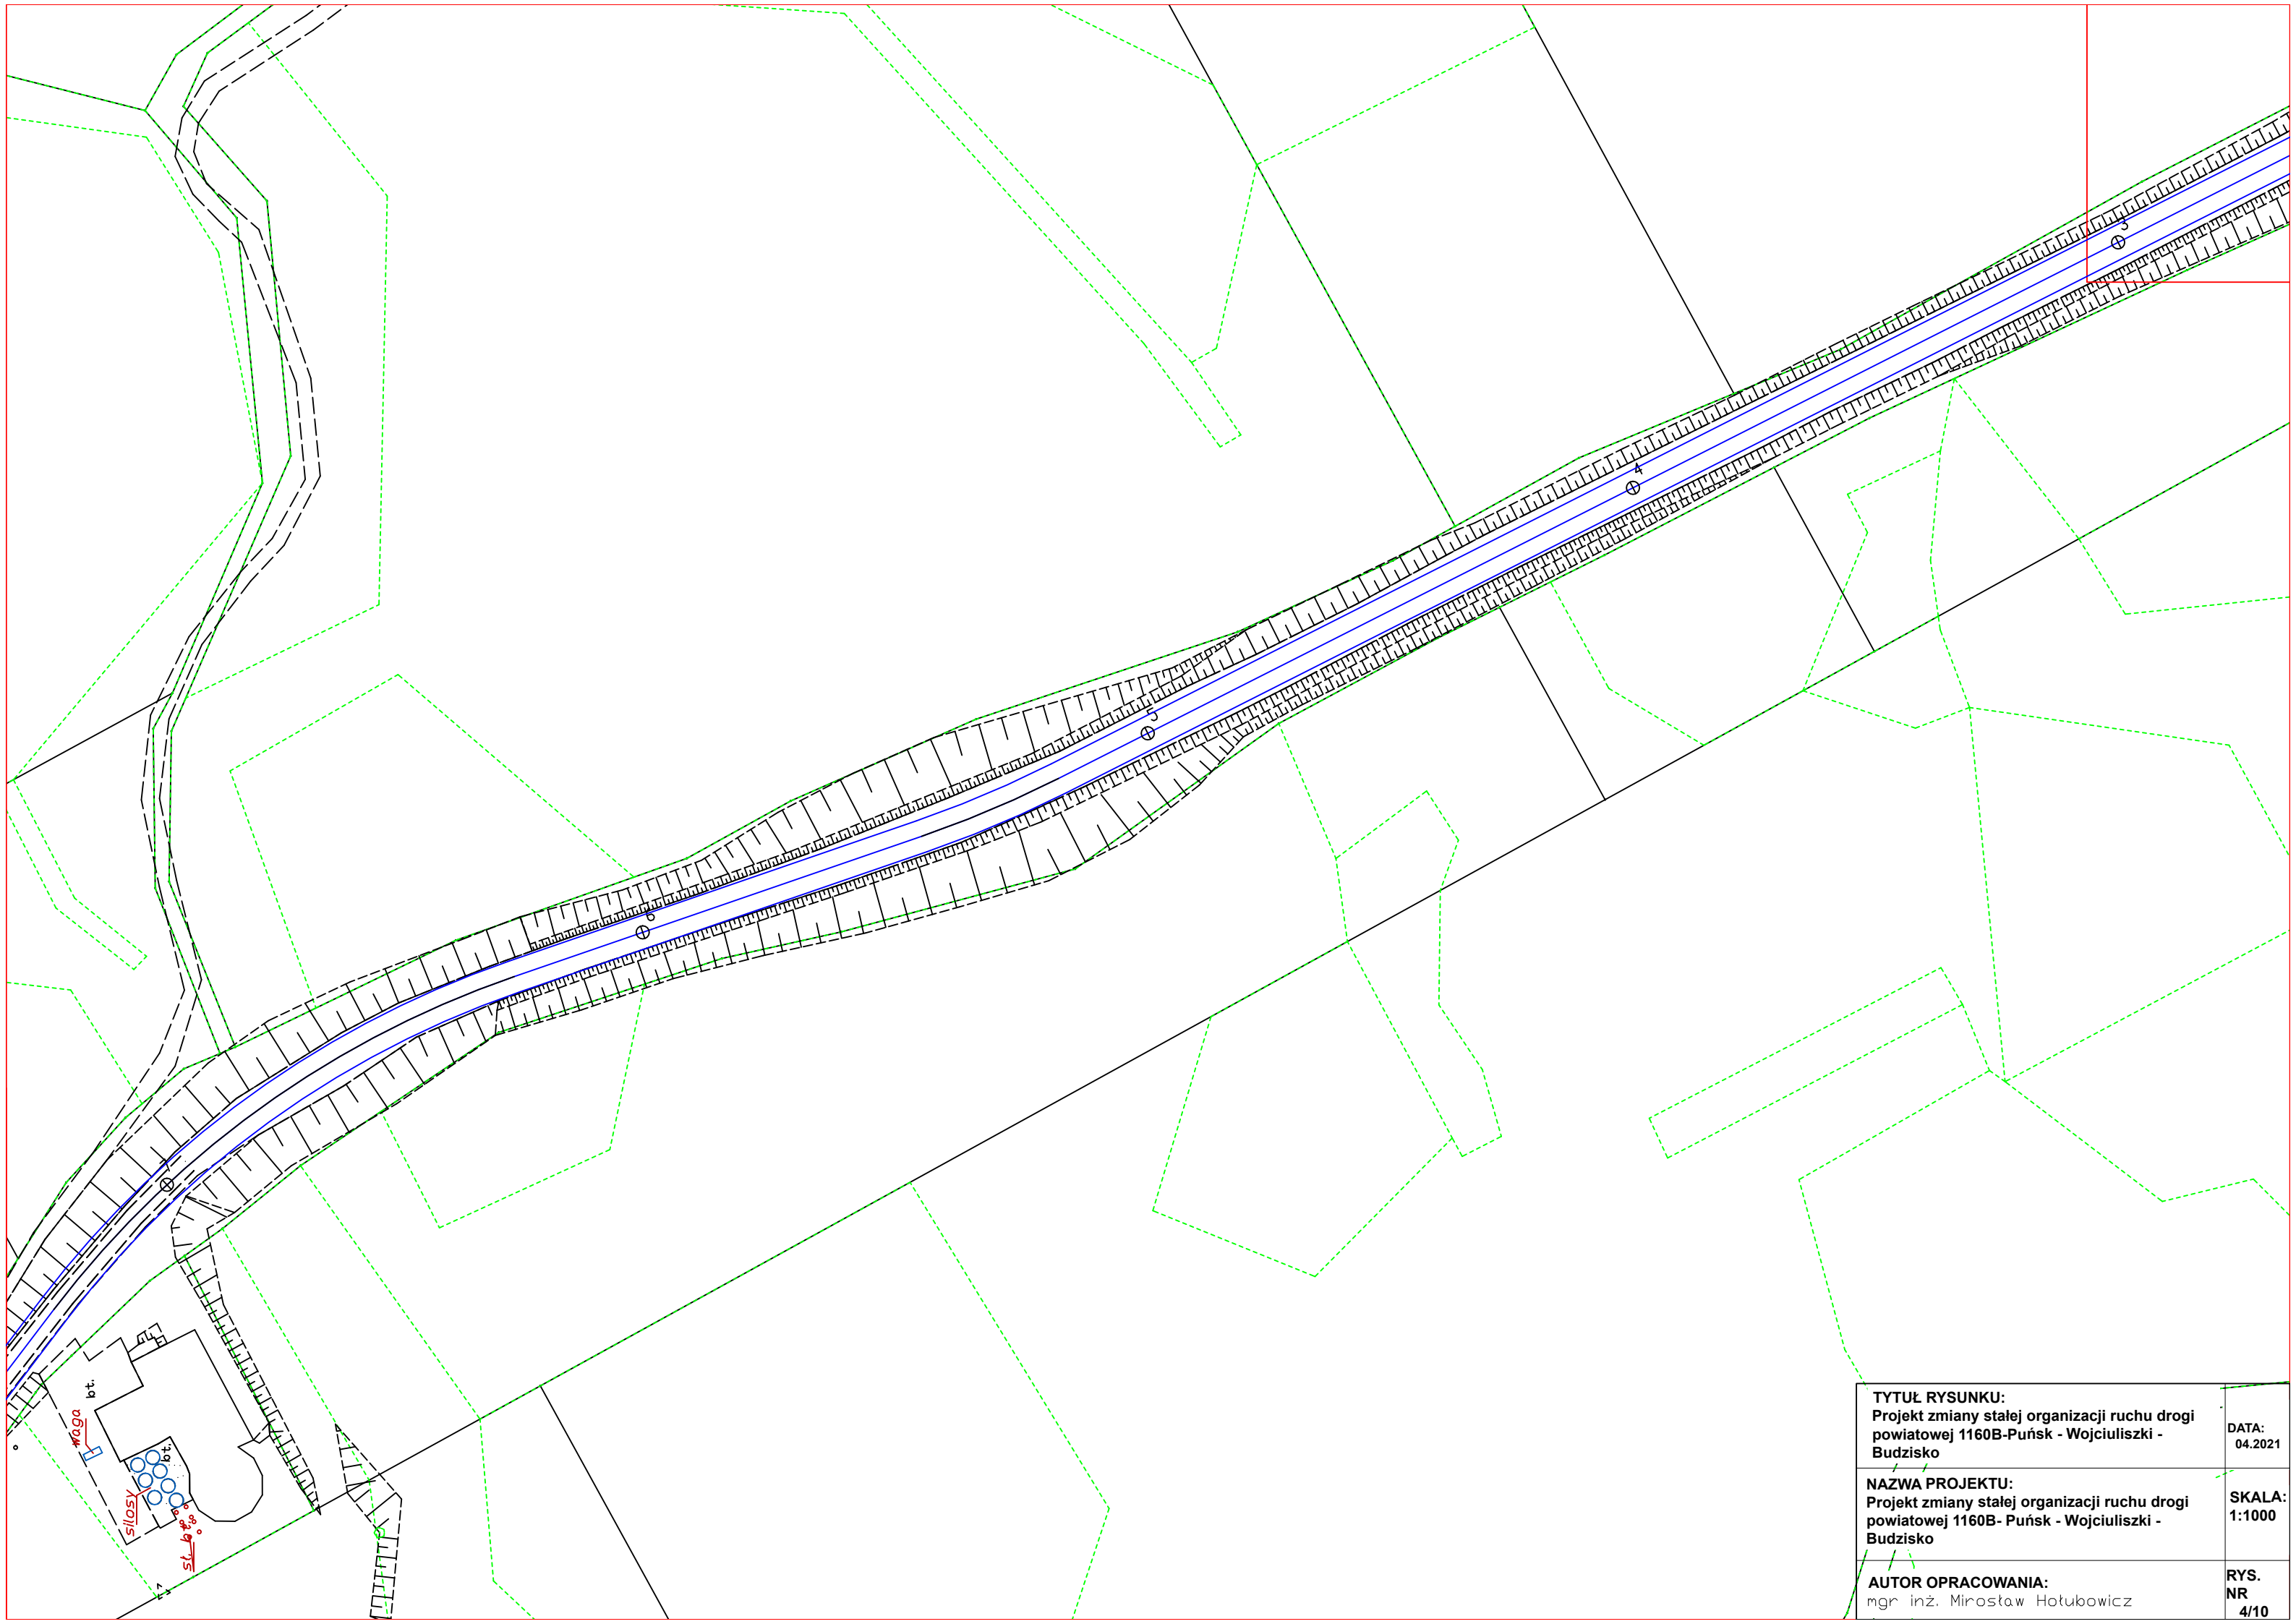 3
4
5
6
7
bt.
waga
bt.
silosy
TYTUŁ RYSUNKU:
Projekt zmiany stałej organizacji ruchu drogi
powiatowej 1160B-Puńsk - Wojciuliszki -
Budzisko
DATA:
04.2021
NAZWA PROJEKTU:
Projekt zmiany stałej organizacji ruchu drogi
powiatowej 1160B- Puńsk - Wojciuliszki -
Budzisko
SKALA:
1:1000
AUTOR OPRACOWANIA:
mgr inż. Mirosław Hołubowicz
RYS.
NR
4/10